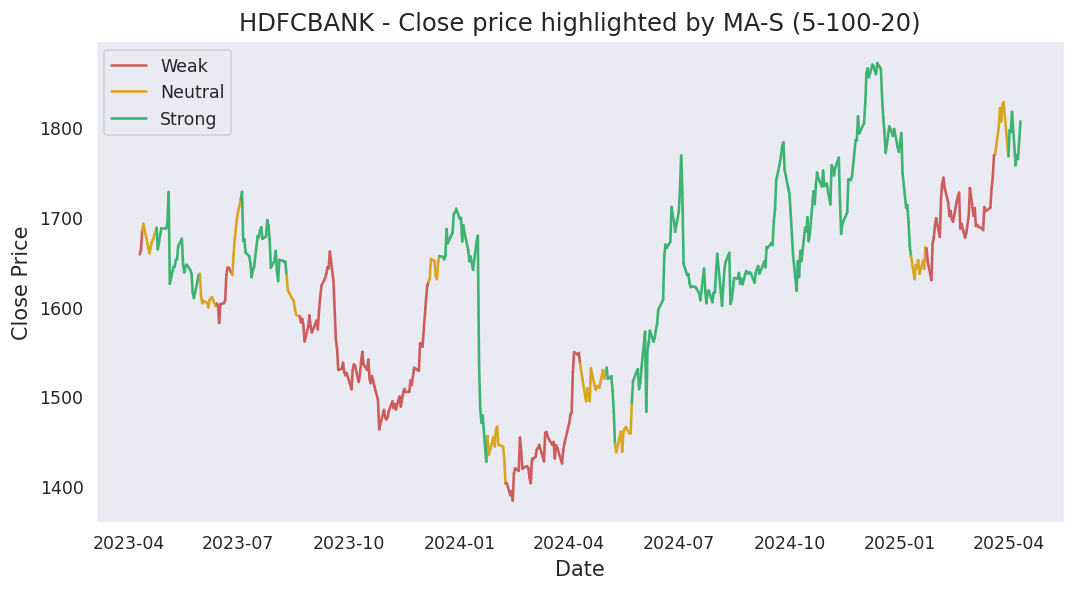 HDFCBANK - Close price highlighted by MA-S (5-100-20)
Weak
Neutral
Strong
Close Price
1800
1700
1600
1500
1400
2023-04 2023-07 2023-10 2024-01 2024-04 2024-07 2024-10 2025-01 2025-04
Date